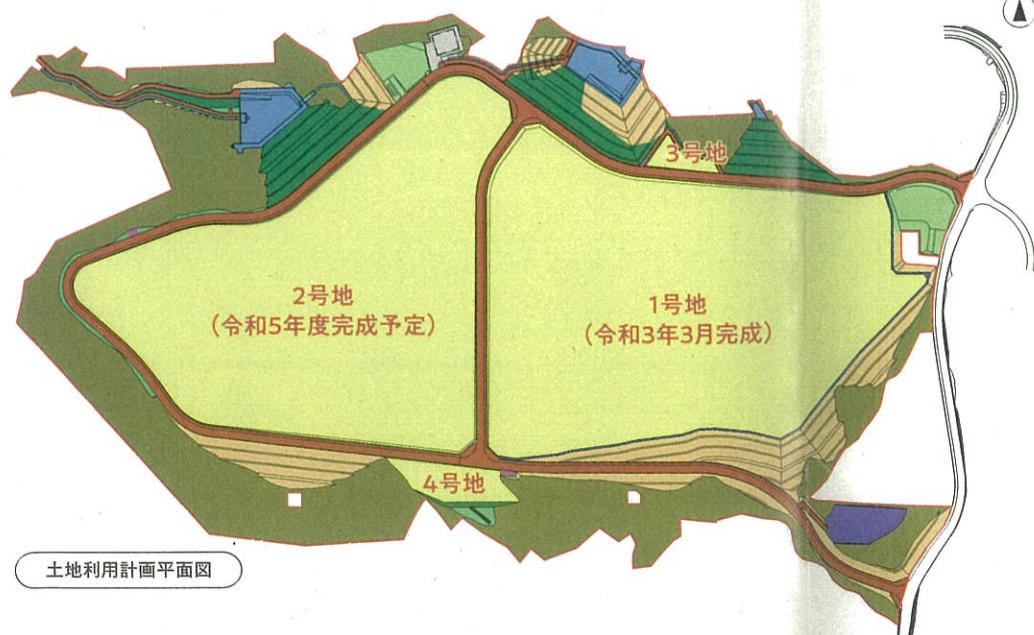 3号地
2号地
（令和5年度完成予定）
1号地
（令和3年3月完成）
4号地
土地利用計画平面図